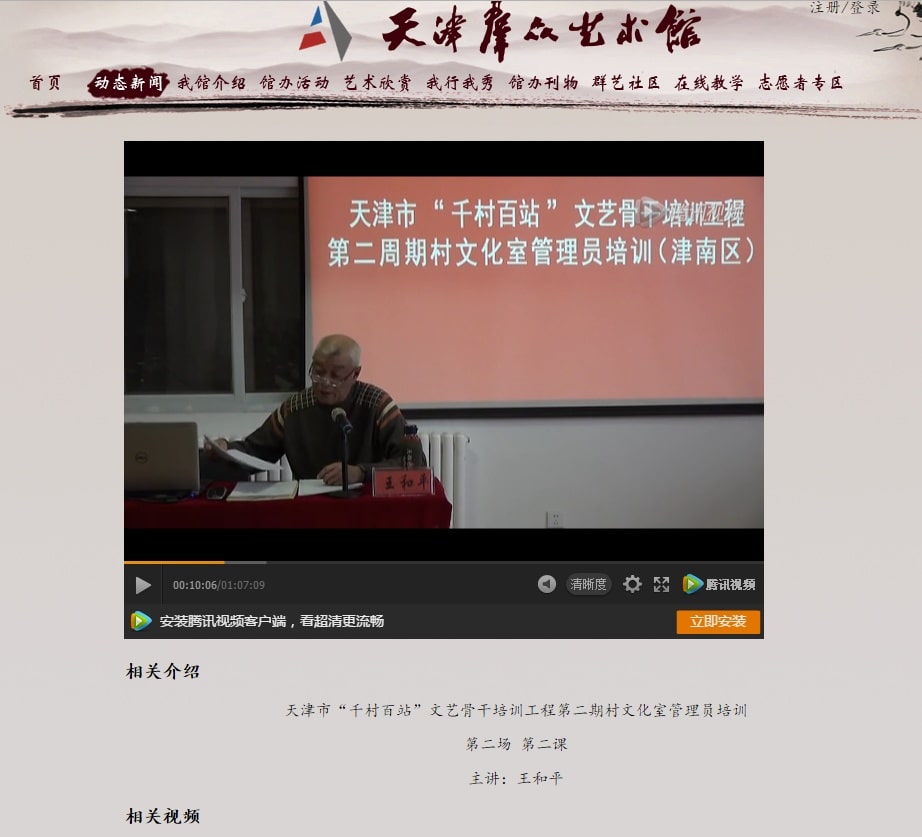 注册/登录
天津群众艺术馆
首页 动态新闻 我馆介绍 馆办活动 艺术欣赏 我行我秀 馆办刊物 群艺社区 在线教学 志愿者专区
天津市“千村百站”文艺骨干培训工程
第二周期村文化室管理员培训(津南区)
DELL
王和平
00:10:06/01:07:09
清晰度
腾讯视频
安装腾讯视频客户端，看超清更流畅
立即安装
相关介绍
天津市“千村百站”文艺骨干培训工程第二期村文化室管理员培训
第二场 第二课
主讲：王和平
相关视频